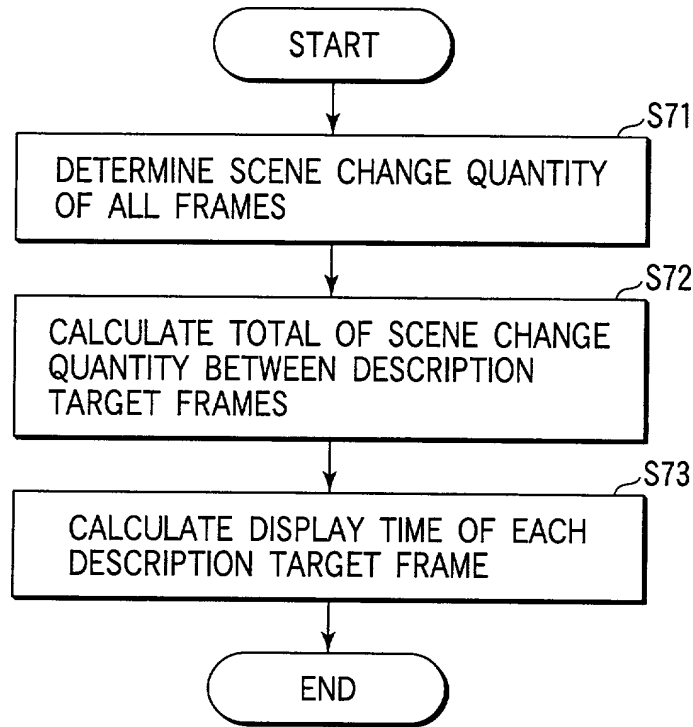 START
S71
DETERMINE SCENE CHANGE QUANTITY
OF ALL FRAMES
S72
CALCULATE TOTAL OF SCENE CHANGE
QUANTITY BETWEEN DESCRIPTION
TARGET FRAMES
S73
CALCULATE DISPLAY TIME OF EACH
DESCRIPTION TARGET FRAME
END